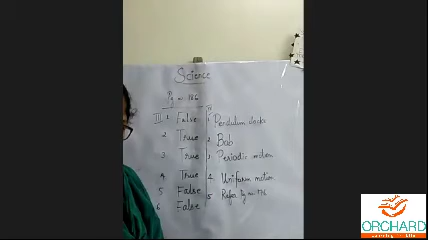 Science
Pg no 186
III 1 False
2 True
3 True
4 True
5 False
6 False
IV
1 Pendulum clocks
2 Bob
3 Periodic motion
4 Uniform motion
5 Refer Pg no 176
ORCHARD